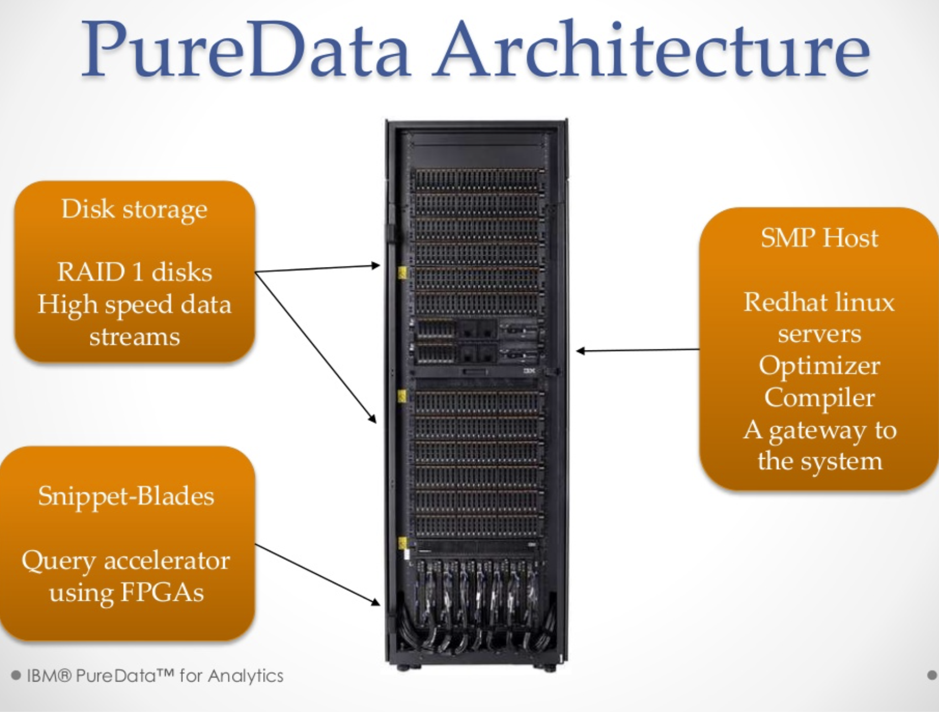 PureData Architecture
Disk storage
RAID 1 disks
High speed data
streams
SMP Host
Redhat linux
servers
Optimizer
Compiler
A gateway to
the system
Snippet-Blades
Query accelerator
using FPGAs
IBM
IBM® PureData™ for Analytics